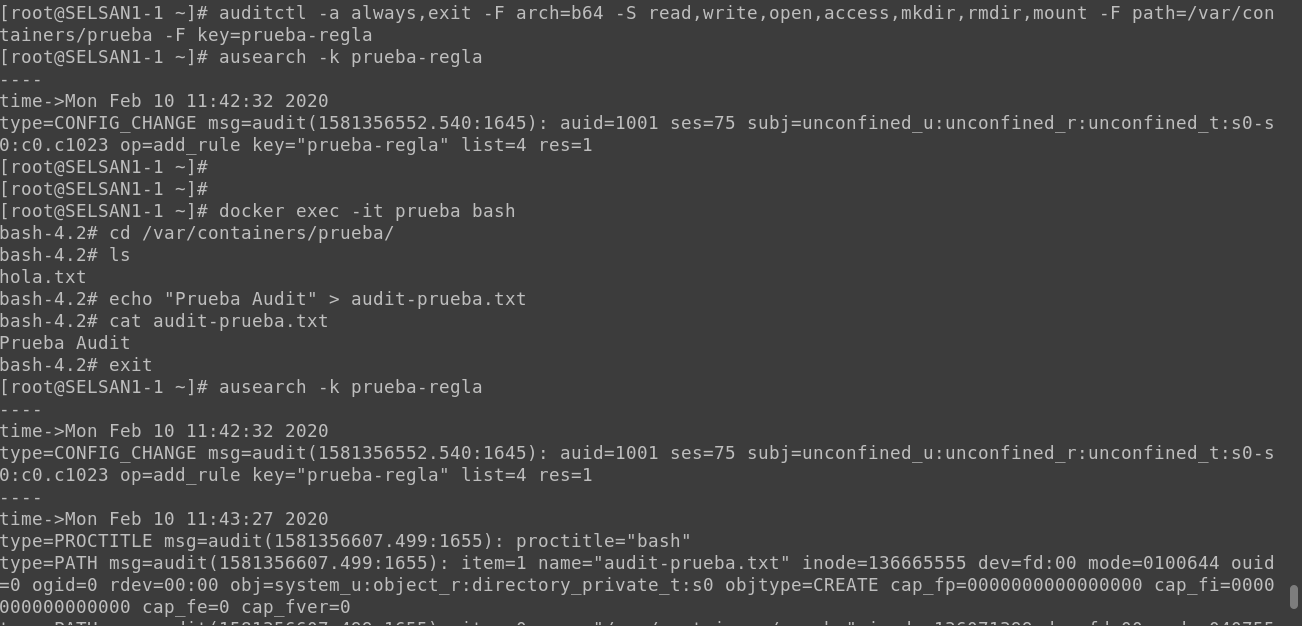 [root@SELSAN1-1 ~]# auditctl -a always,exit -F arch=b64 -S read,write,open,access,mkdir,rmdir,mount -F path=/var/con
tainers/prueba -F key=prueba-regla
[root@SELSAN1-1 ~]# ausearch -k prueba-regla
----
time->Mon Feb 10 11:42:32 2020
type=CONFIG_CHANGE msg=audit(1581356552.540:1645): auid=1001 ses=75 subj=unconfined_u:unconfined_r:unconfined_t:s0-s
0:c0.c1023 op=add_rule key="prueba-regla" list=4 res=1
[root@SELSAN1-1 ~]#
[root@SELSAN1-1 ~]#
[root@SELSAN1-1 ~]# docker exec -it prueba bash
bash-4.2# cd /var/containers/prueba/
bash-4.2# ls
hola.txt
bash-4.2# echo "Prueba Audit" > audit-prueba.txt
bash-4.2# cat audit-prueba.txt
Prueba Audit
bash-4.2# exit
[root@SELSAN1-1 ~]# ausearch -k prueba-regla
----
time->Mon Feb 10 11:42:32 2020
type=CONFIG_CHANGE msg=audit(1581356552.540:1645): auid=1001 ses=75 subj=unconfined_u:unconfined_r:unconfined_t:s0-s
0:c0.c1023 op=add_rule key="prueba-regla" list=4 res=1
----
time->Mon Feb 10 11:43:27 2020
type=PROCTITLE msg=audit(1581356607.499:1655): proctitle="bash"
type=PATH msg=audit(1581356607.499:1655): item=1 name="audit-prueba.txt" inode=136665555 dev=fd:00 mode=0100644 ouid
=0 ogid=0 rdev=00:00 obj=system_u:object_r:directory_private_t:s0 objtype=CREATE cap_fp=0000000000000000 cap_fi=0000
000000000000 cap_fe=0 cap_fver=0